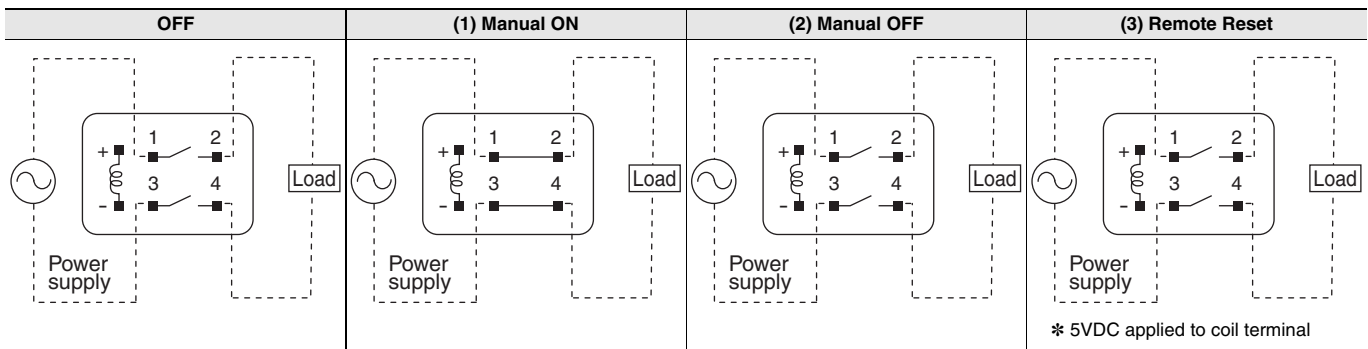 OFF
(1) Manual ON
(2) Manual OFF
(3) Remote Reset
1 2
+
3 4
-
Load
Power
supply
1 2
+
3 4
-
Load
Power
supply
1 2
+
3 4
-
Load
Power
supply
1 2
+
3 4
-
Load
Power
supply
✽ 5VDC applied to coil terminal